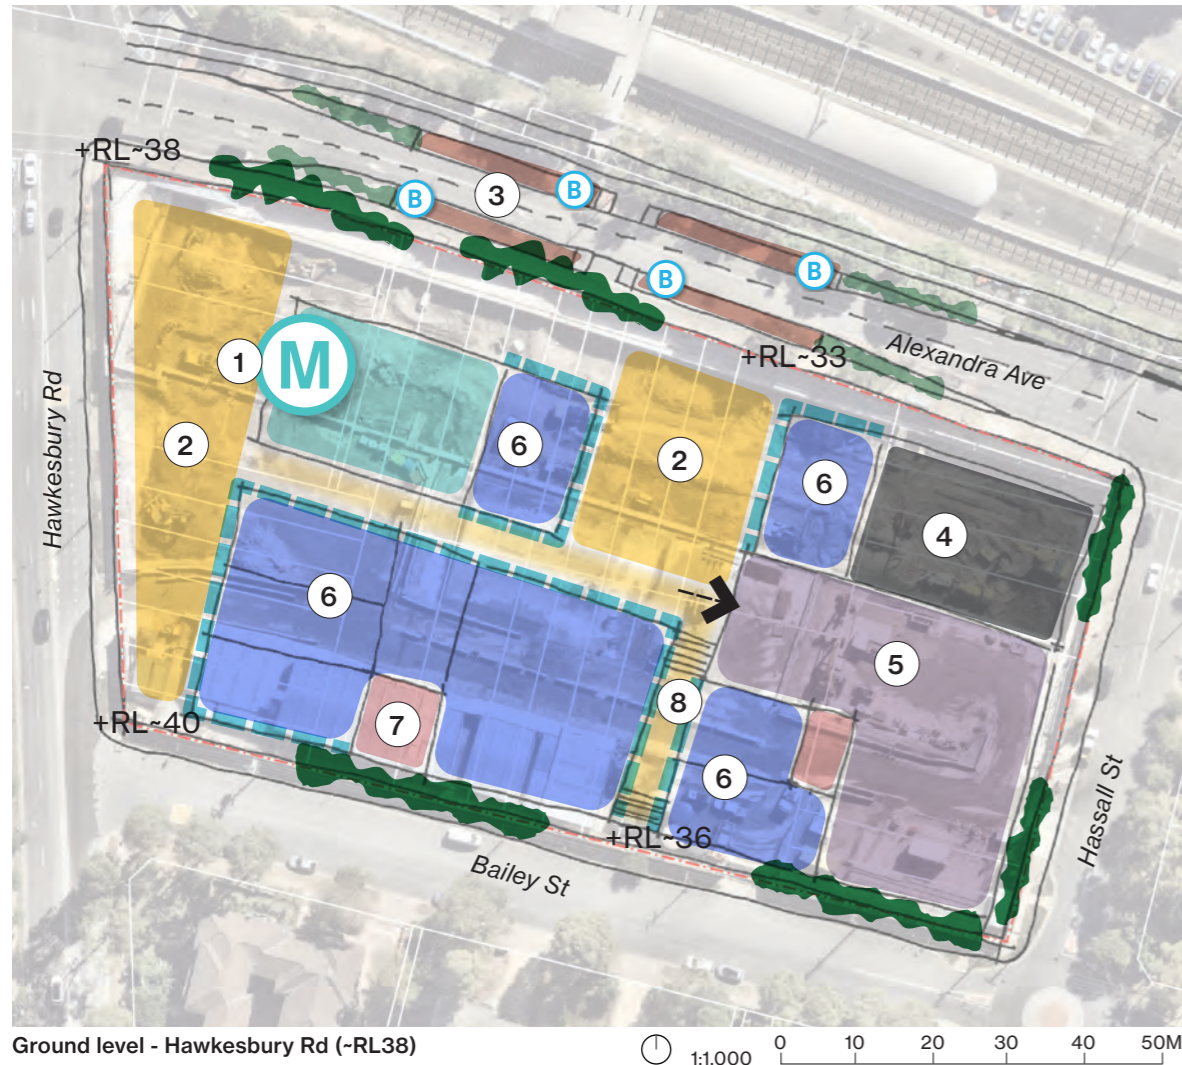 +RL~38
B
3
B
B
B
Alexandra Ave
+RL~33
1
M
Hawkesbury Rd
2
6
2
6
4
6
5
8
7
6
+RL~40
+RL~36
Bailey St
Hassall St
Ground level - Hawkesbury Rd (~RL38)
1:1.000
0 10 20 30 40 50M